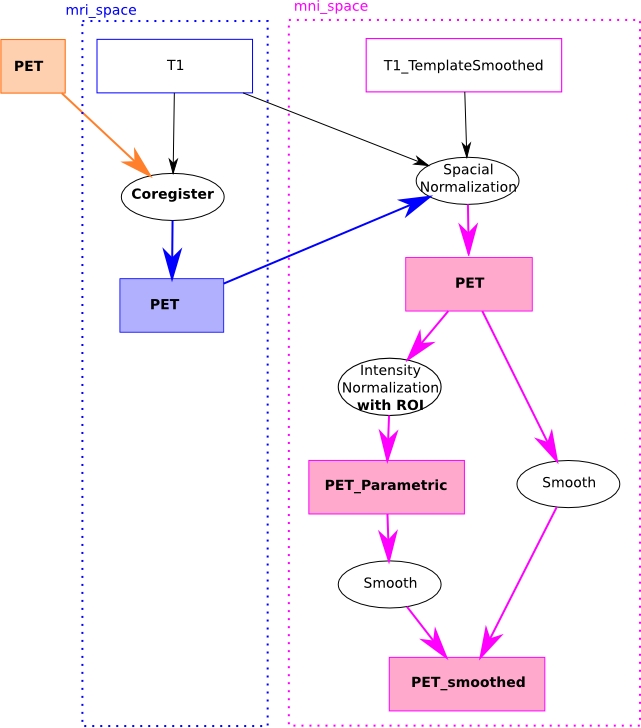 mri_space
mni_space
PET
T1
T1_TemplateSmoothed
Coregister
Spacial
Normalization
PET
PET
Intensity
Normalization
with ROI
PET_Parametric
Smooth
Smooth
PET_smoothed